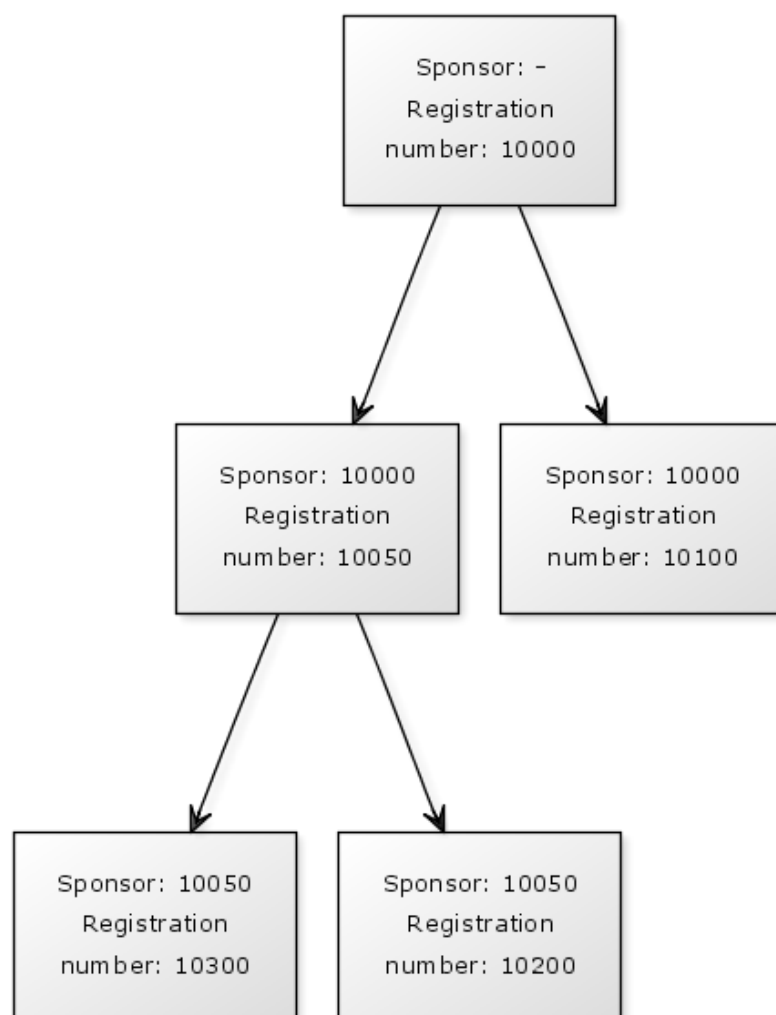 Sponsor: -
Registration
number: 10000
Sponsor: 10000
Registration
number: 10050
Sponsor: 10000
Registration
number: 10100
Sponsor: 10050
Registration
number: 10300
Sponsor: 10050
Registration
number: 10200